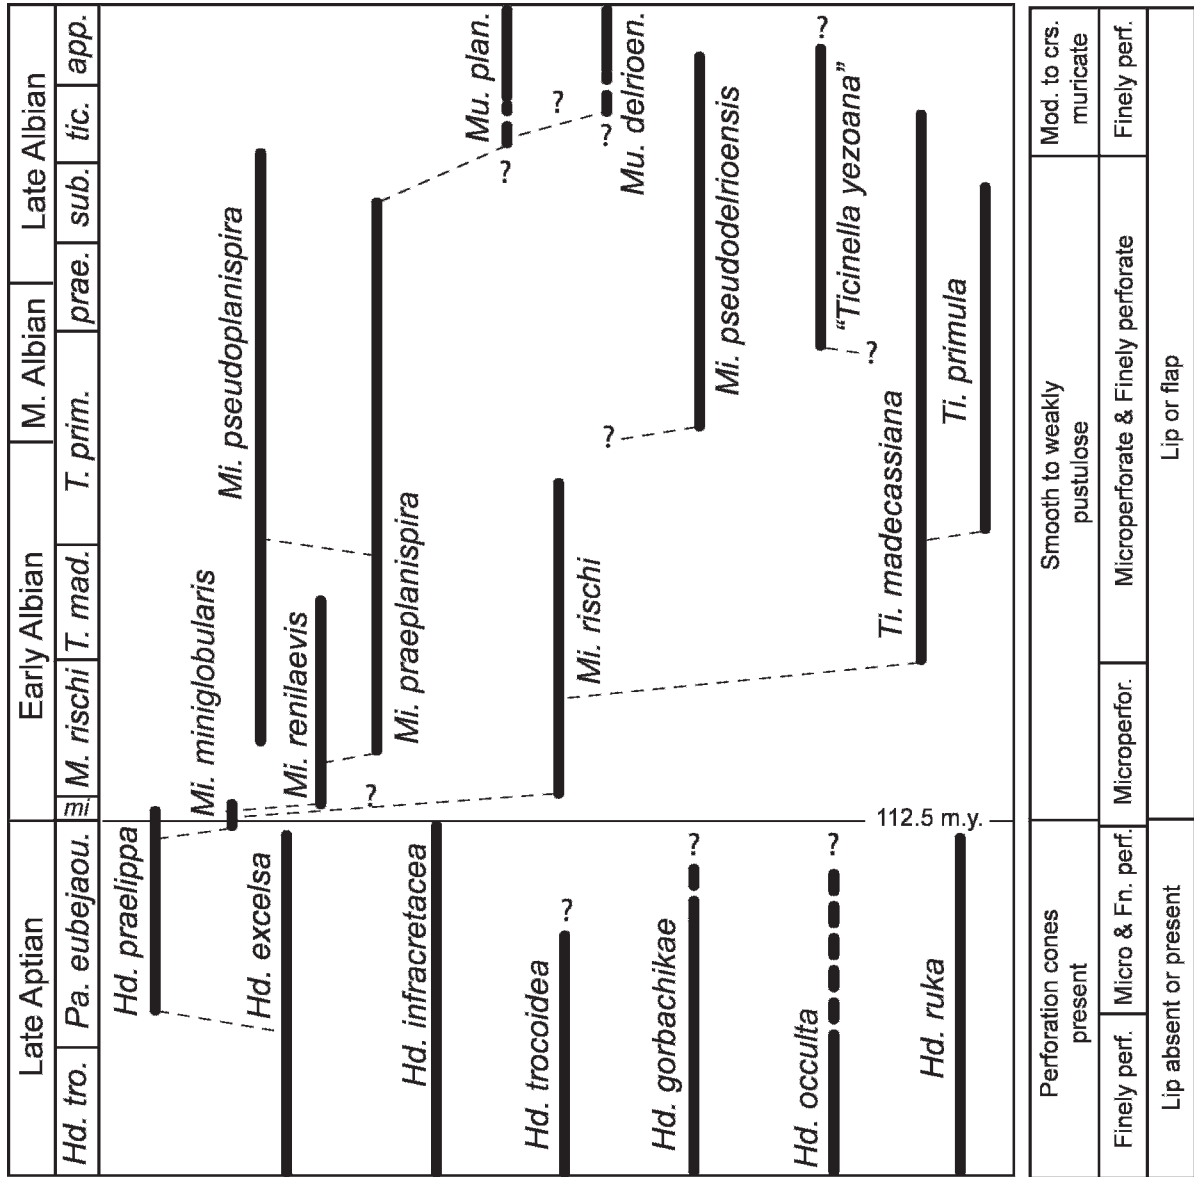 Late Albian
M. Albian
Early Albian
Late Aptian
app.
tic.
sub.
prae.
T. prim.
T. mad.
M. rischi
mi
Pa. eubejaou.
Hd. tro.
Mu. plan.
Mu. delrioen.
Mi. pseudodelrioensis
"Ticinella yezoana"
Ti. madecassiana
Ti. primula
Mi. pseudoplanispira
Mi. miniglobularis
Mi. renilaevis
Mi. praeplanispira
Mi. rischi
?
?
?
?
?
?
?
?
?
?
112.5 m.y.
Hd. praelippa
Hd. excelsa
Hd. infracretacea
Hd. trocoidea
Hd. gorbachikae
Hd. occulta
Hd. ruka
?
Mod. to crs.
muricate
Smooth to weakly
pustulose
Perforation cones
present
Finely perf.
Microperforate & Finely perforate
Microperfor.
Micro & Fn. perf.
Finely perf.
Lip or flap
Lip absent or present